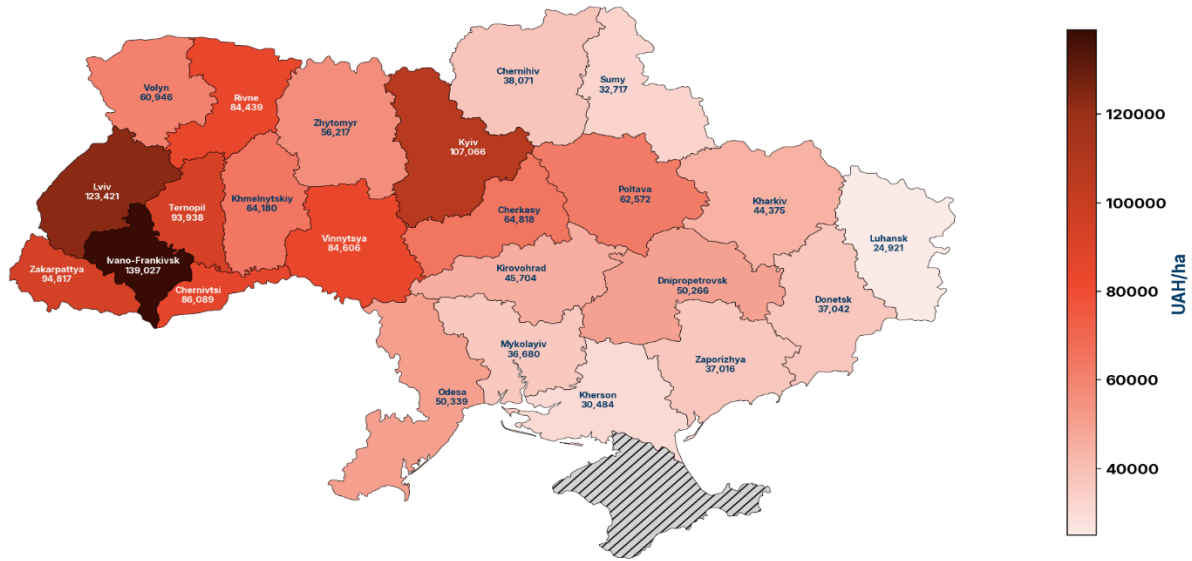 Chernihiv
38,071
Sumy
32,717
Volyn
60,946
Rivne
84,439
Zhytomyr
56,217
Kyiv
107,066
Lviv
123,421
Ternopil
93,938
Khmelnytskiy
64,180
Cherkasy
64,818
Poltava
62,572
Kharkiv
44,375
Luhansk
24,921
Vinnytsya
84,606
Ivano-Frankivsk
139,027
Zakarpattya
94,817
Chernivtsi
86,089
Kirovohrad
45,704
Dnipropetrovsk
50,266
Donetsk
37,042
Mykolayiv
36,680
Zaporizhya
37,016
Odesa
50,339
Kherson
30,484
120000
100000
80000
60000
40000
UAH/ha